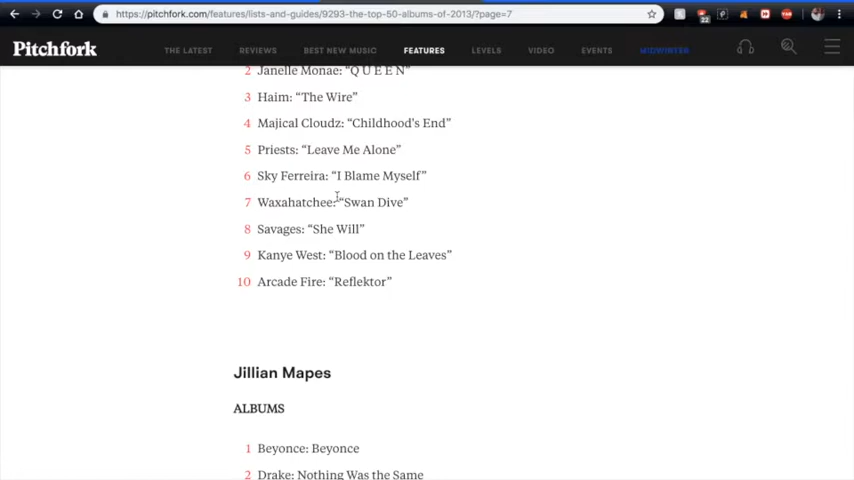 https://pitchfork.com/features/lists-and-guides/9293-the-top-50-albums-of-2013/?page=7
22
Pitchfork
THE LATEST
REVIEWS
BEST NEW MUSIC
FEATURES
LEVELS
VIDEO
EVENTS
MIDWINTER
2 Janelle Monae: “Q U E E N”
3 Haim: “The Wire”
4 Majical Cloudz: “Childhood's End”
5 Priests: “Leave Me Alone”
6 Sky Ferreira: “I Blame Myself”
7 Waxahatchee: “Swan Dive”
8 Savages: “She Will”
9 Kanye West: “Blood on the Leaves”
10 Arcade Fire: “Reflektor”
Jillian Mapes
ALBUMS
1 Beyonce: Beyonce
2 Drake: Nothing Was the Same